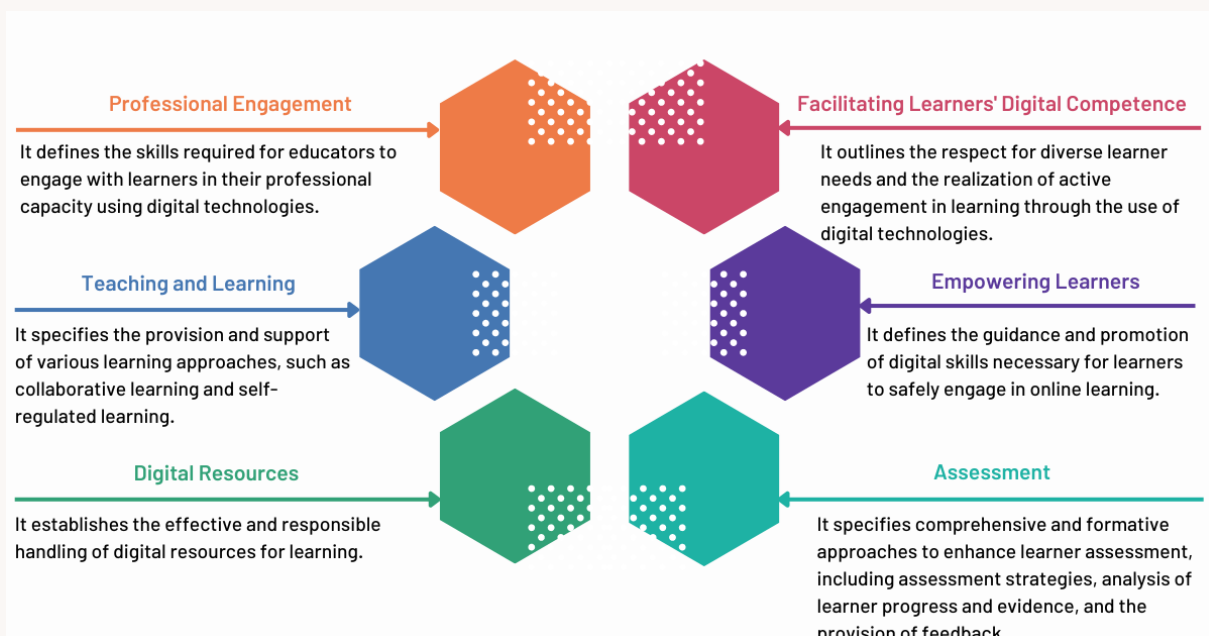 Professional Engagement
It defines the skills required for educators to
engage with learners in their professional
capacity using digital technologies.
Teaching and Learning
It specifies the provision and support
of various learning approaches, such as
collaborative learning and self-
regulated learning.
Digital Resources
It establishes the effective and responsible
handling of digital resources for learning.
Facilitating Learners' Digital Competence
It outlines the respect for diverse learner
needs and the realization of active
engagement in learning through the use of
digital technologies.
Empowering Learners
It defines the guidance and promotion
of digital skills necessary for learners
to safely engage in online learning.
Assessment
It specifies comprehensive and formative
approaches to enhance learner assessment,
including assessment strategies, analysis of
learner progress and evidence, and the
provision of feedback